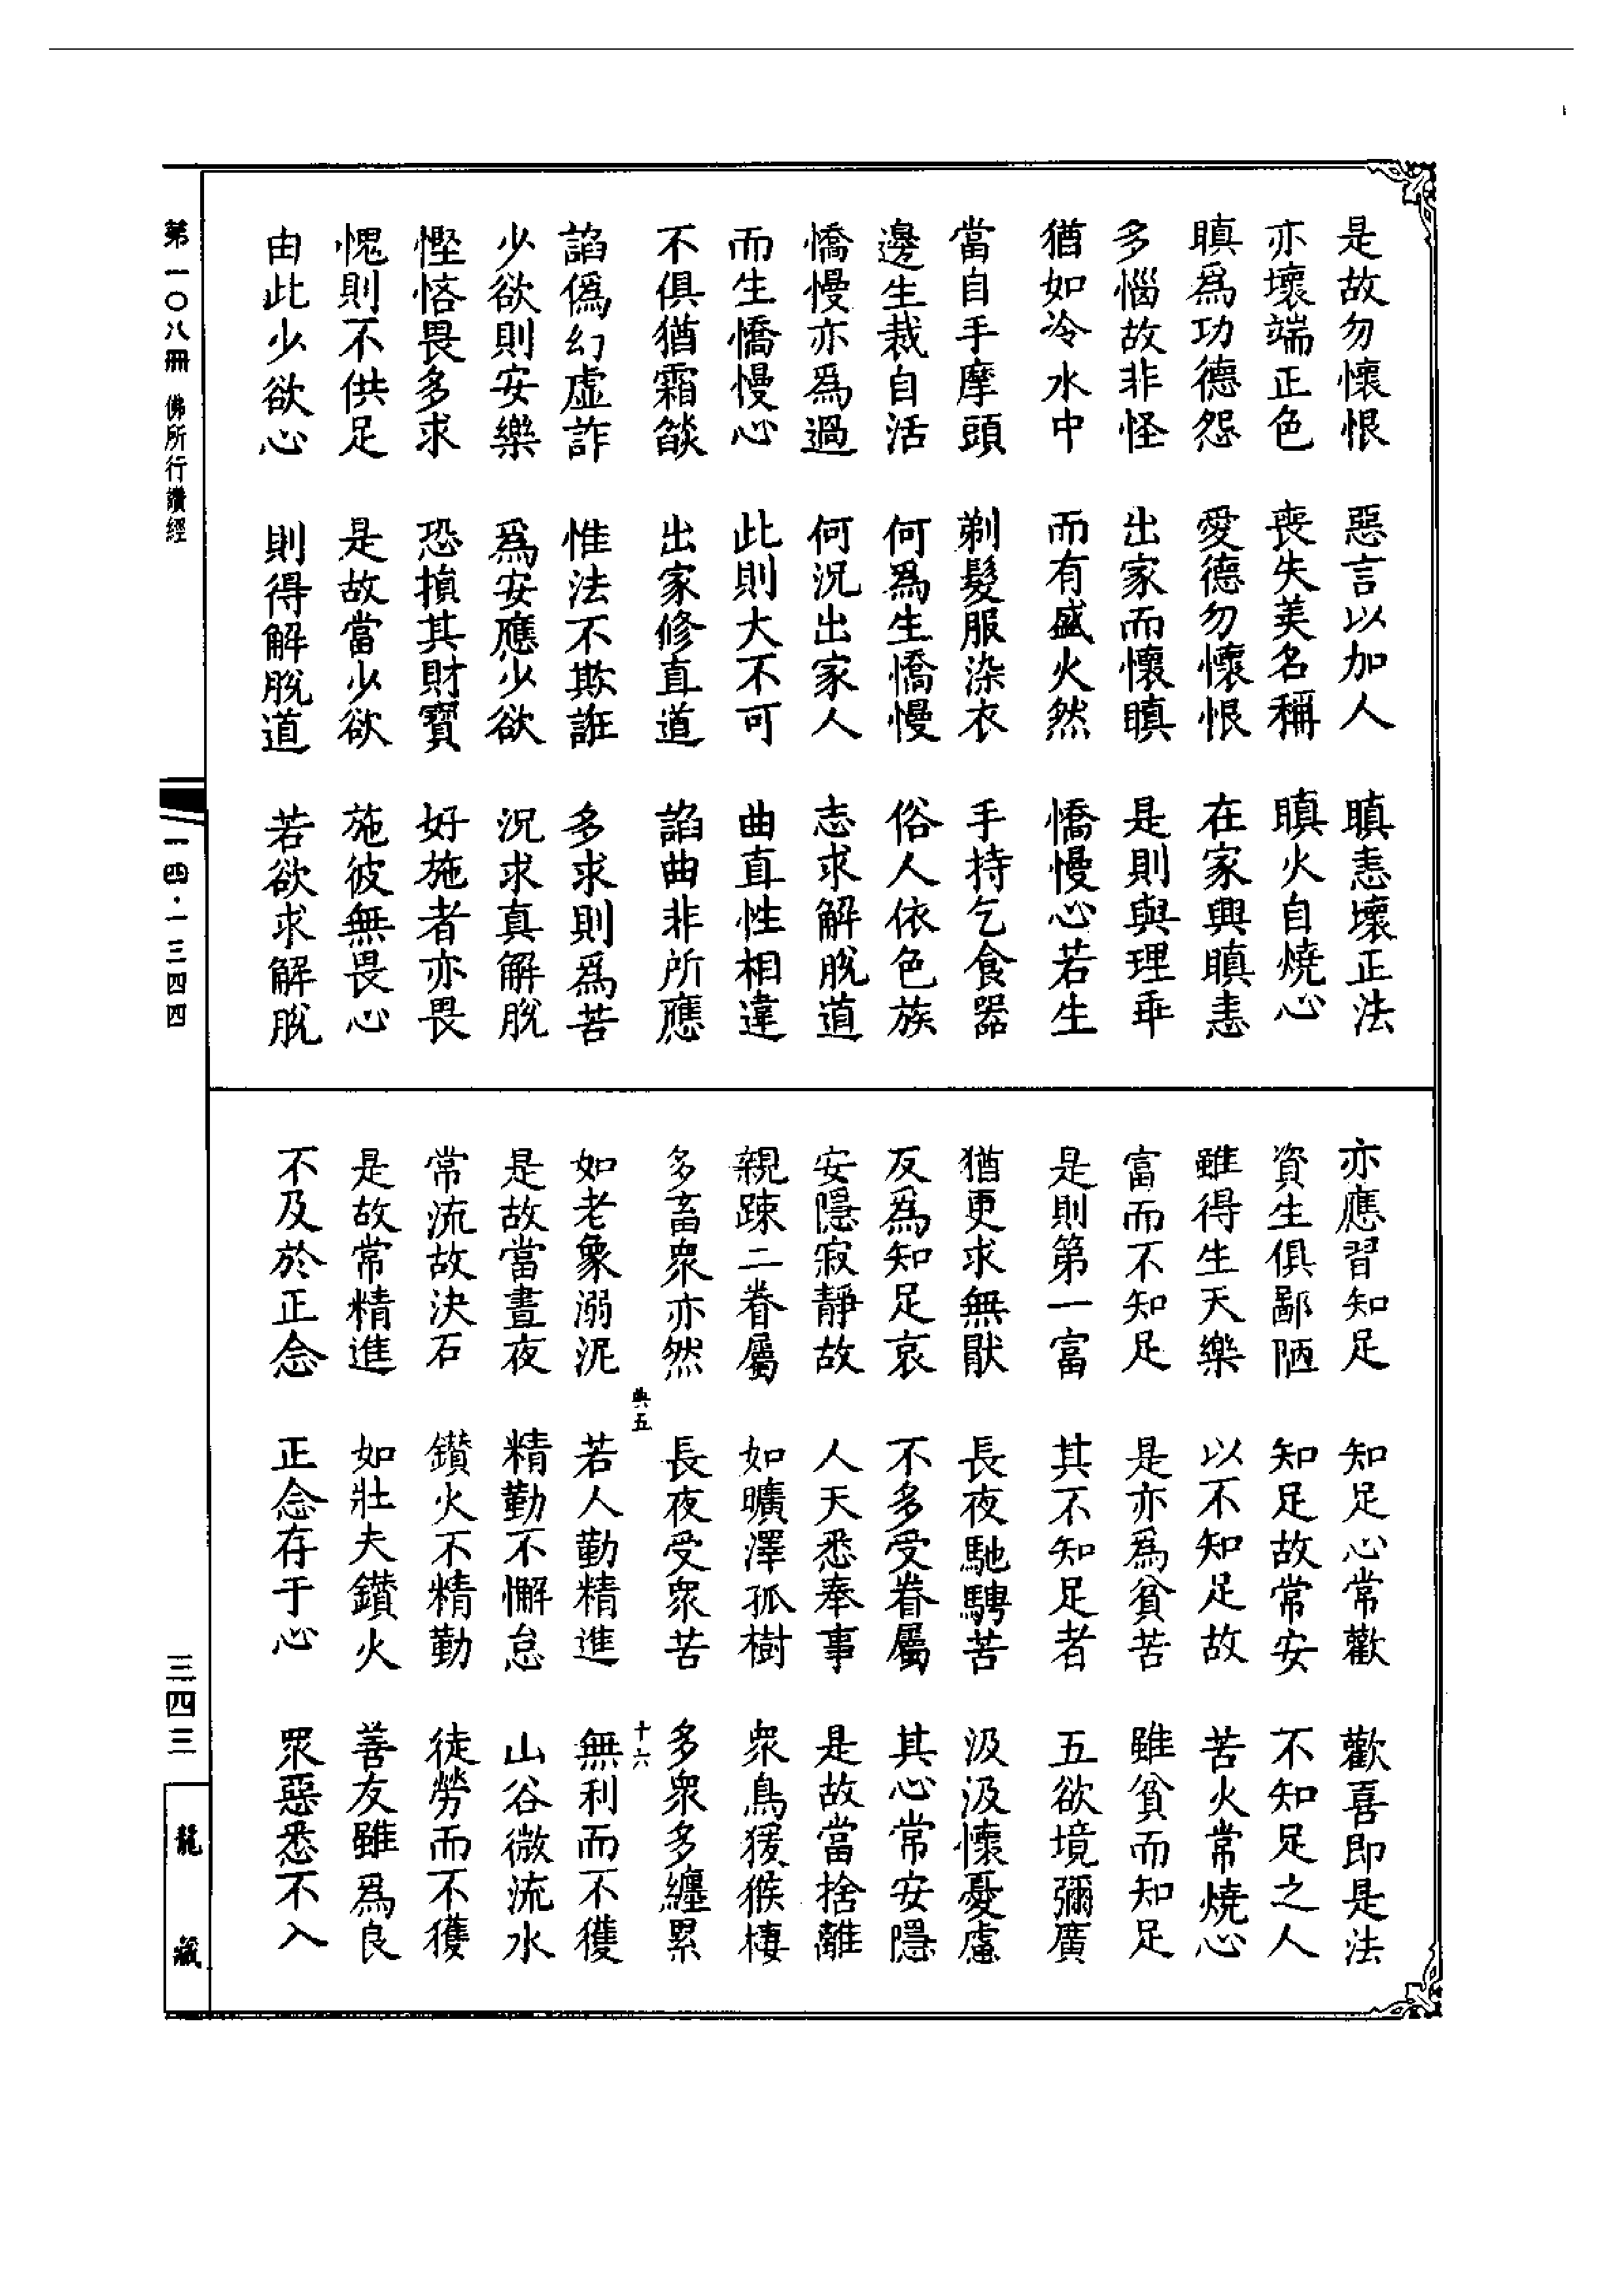 是故勿懷恨　惡言以加人　瞋恚壞正法
亦壞端正色　喪失美名稱　瞋火自燒心
瞋爲功德怨　愛德勿懷恨　在家興瞋恚
多惱故非怪　出家而懷瞋　是則與理乖
猶如冷水中　而有盛火然　憍慢心若生
當自手摩頭　剃髮服染衣　手持乞食器
邊生裁自活　何爲生憍慢　俗人依色族
憍慢亦爲過　何況出家人　志求解脫道
而生憍慢心　此則大不可　曲直性相違
不俱猶霜燄　出家修直道　諂曲非所應
諂僞幻虛詐　惟法不欺誑　多求則爲苦
少欲則安樂　爲安應少欲　況求真解脫
慳悋畏多求　恐損其財寶　好施者亦畏
愧則不供足　是故當少欲　施彼無畏心
由此少欲心　則得解脫道　若欲求解脫
亦應習知足　知足心常歡　歡喜即是法
資生俱鄙陋　知足故常安　不知足之人
雖得生天樂　以不知足故　苦火常燒心
富而不知足　是亦爲貧苦　雖貧而知足
是則第一富　其不知足者　五欲境彌廣
猶更求無厭　長夜馳騁苦　汲汲懷憂慮
反爲知足哀　不多受眷屬　其心常安隱
安隱寂靜故　人天悉奉事　是故當捨離
親疎二眷屬　如曠澤孤樹　衆鳥猨猴棲
多畜衆亦然　長夜受衆苦　多衆多纏累
典五　十六
如老象溺泥　若人勤精進　無利而不獲
是故當晝夜　精勤不懈怠　山谷微流水
常流故決石　鑽火不精勤　徒勞而不獲
是故常精進　如壯夫鑽火　善友雖爲良
不及於正念　正念存于心　眾惡悉不入
第一〇八冊　佛所行讚經
一四·一三四四
三四三
龍藏